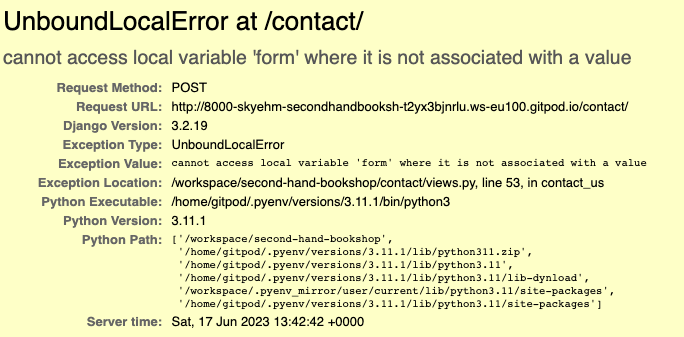 UnboundLocalError at /contact/
cannot access local variable 'form' where it is not associated with a value
Request Method: POST
Request URL: http://8000-skyehm-secondhandbooksh-t2yx3bjnrlu.ws-eu100.gitpod.io/contact/
Django Version: 3.2.19
Exception Type: UnboundLocalError
Exception Value: cannot access local variable 'form' where it is not associated with a value
Exception Location: /workspace/second-hand-bookshop/contact/views.py, line 53, in contact_us
Python Executable: /home/gitpod/.pyenv/versions/3.11.1/bin/python3
Python Version: 3.11.1
Python Path: ['/workspace/second-hand-bookshop',
'/home/gitpod/.pyenv/versions/3.11.1/lib/python311.zip',
'/home/gitpod/.pyenv/versions/3.11.1/lib/python3.11',
'/home/gitpod/.pyenv/versions/3.11.1/lib/python3.11/lib-dynload',
'/workspace/.pyenv_mirror/user/current/lib/python3.11/site-packages',
'/home/gitpod/.pyenv/versions/3.11.1/lib/python3.11/site-packages']
Server time: Sat, 17 Jun 2023 13:42:42 +0000